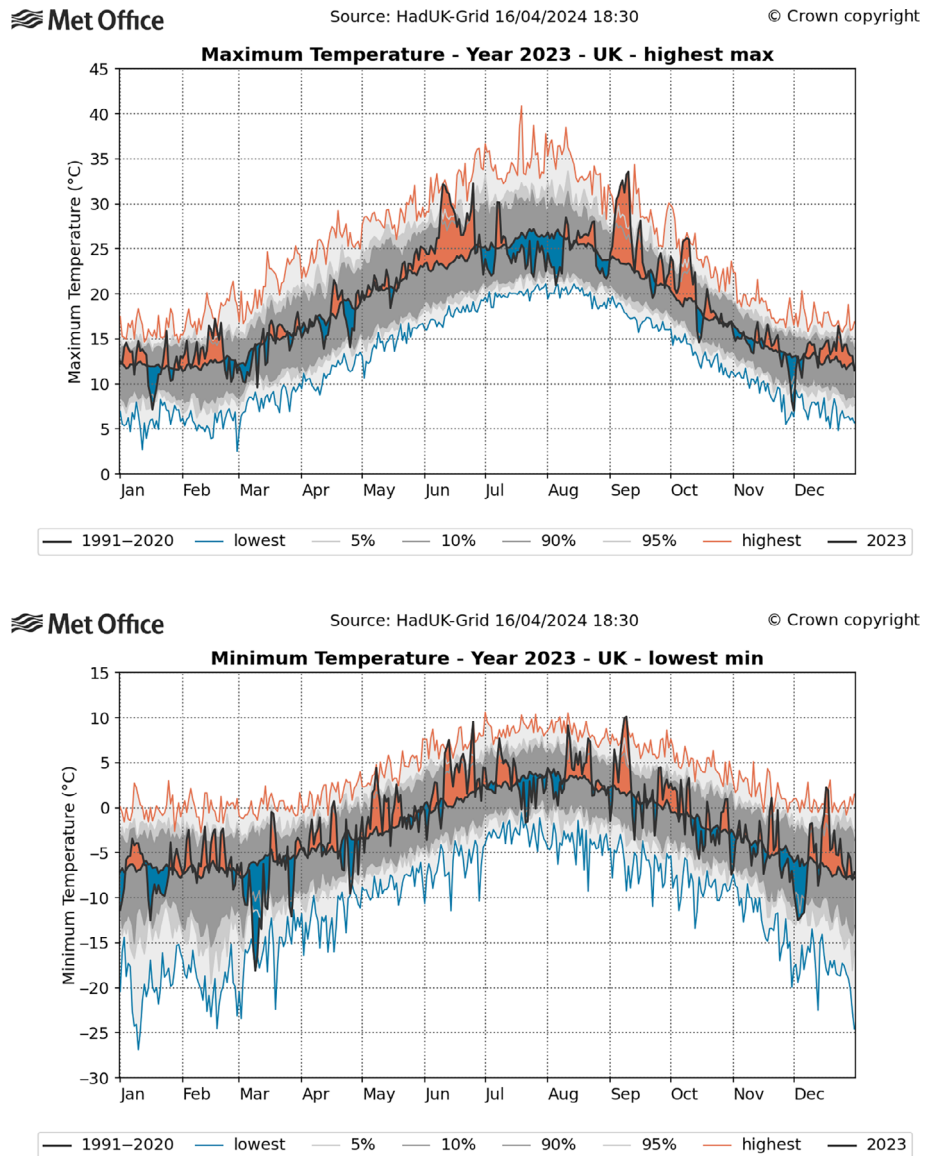 Met Office Source: HadUK-Grid 16/04/2024 18:30 © Crown copyright
Maximum Temperature - Year 2023 - UK - highest max
Maximum Temperature (°C)
45
40
35
30
25
20
15
10
5
0
Jan Feb Mar Apr May Jun Jul Aug Sep Oct Nov Dec
1991−2020 lowest 5% 10% 90% 95% highest 2023
Met Office Source: HadUK-Grid 16/04/2024 18:30 © Crown copyright
Minimum Temperature - Year 2023 - UK - lowest min
Minimum Temperature (°C)
15
10
5
0
−5
−10
−15
−20
−25
−30
Jan Feb Mar Apr May Jun Jul Aug Sep Oct Nov Dec
1991−2020 lowest 5% 10% 90% 95% highest 2023